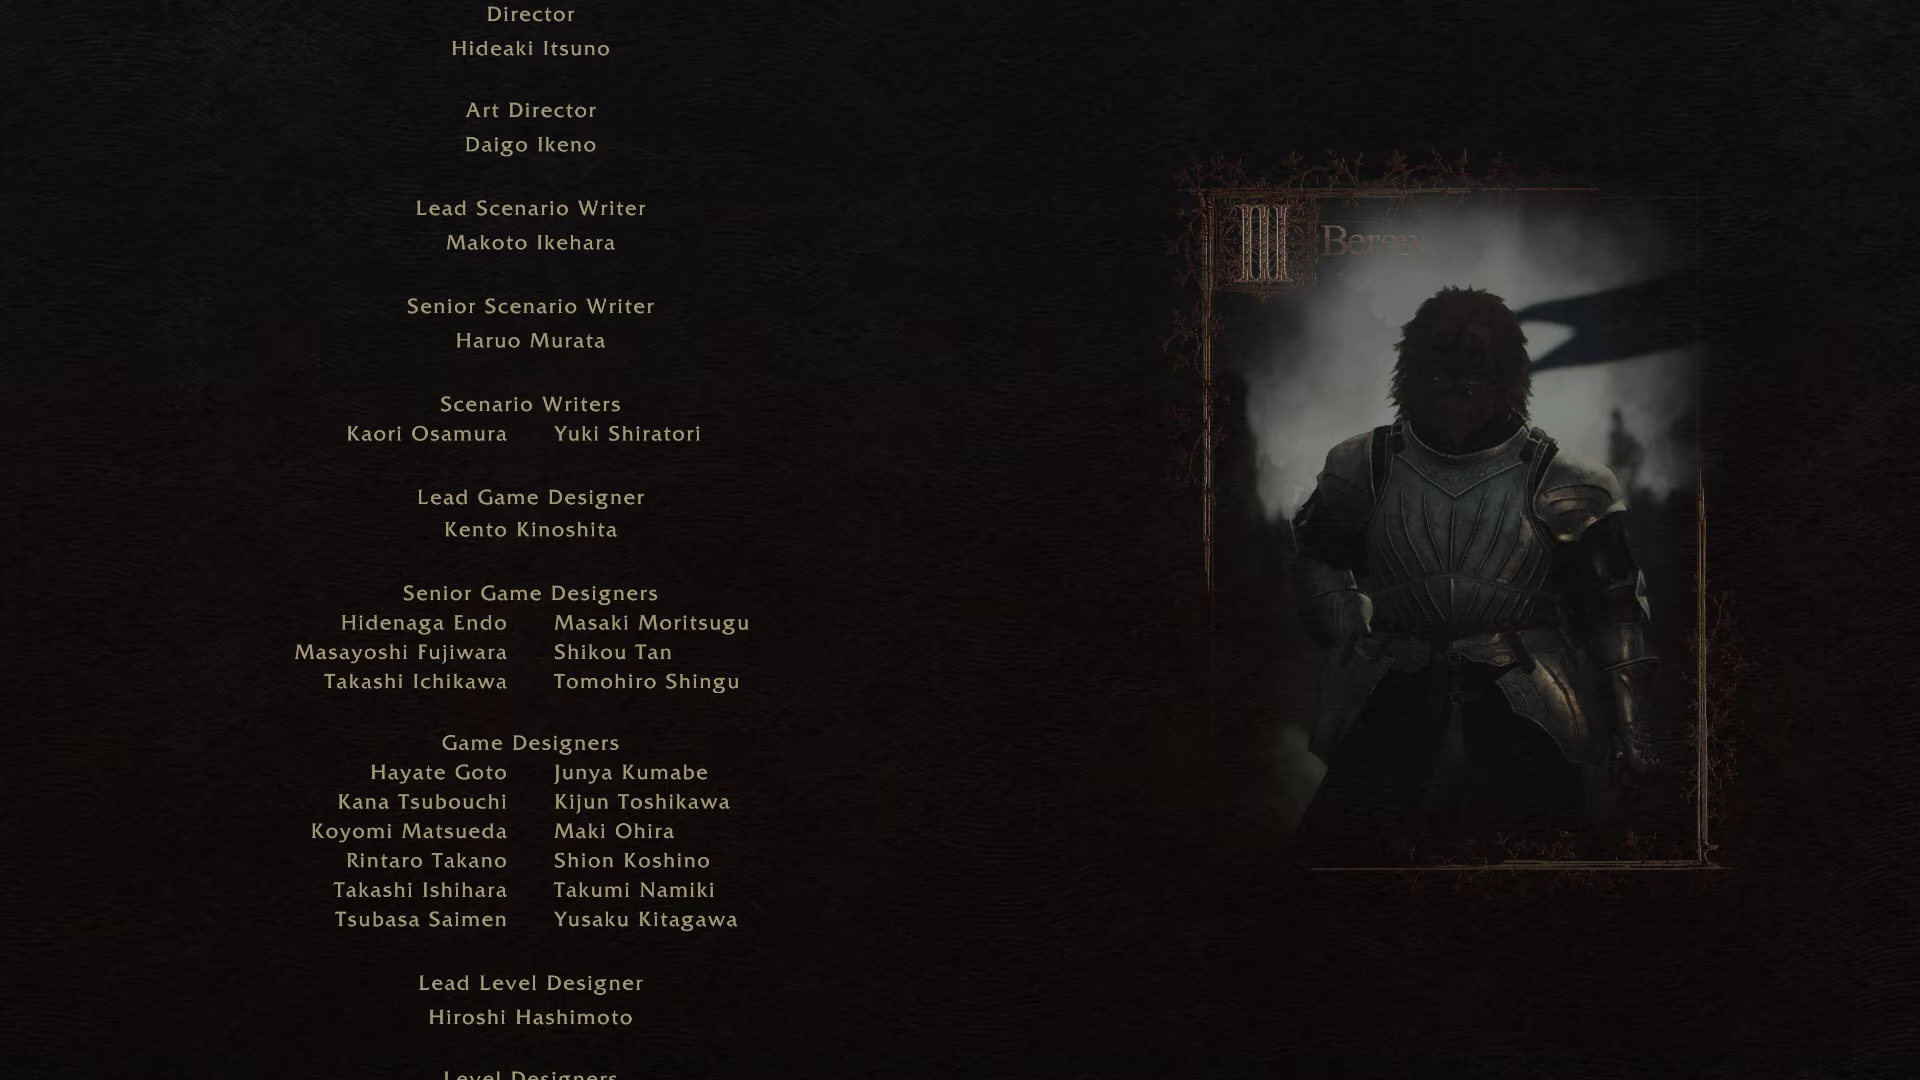 Director
Hideaki Itsuno
Art Director
Daigo Ikeno
Lead Scenario Writer
Makoto Ikehara
Senior Scenario Writer
Haruo Murata
Scenario Writers
Kaori Osamura Yuki Shiratori
Lead Game Designer
Kento Kinoshita
Senior Game Designers
Hidenaga Endo Masaki Moritsugu
Masayoshi Fujiwara Shikou Tan
Takashi Ichikawa Tomohiro Shingu
Game Designers
Hayate Goto Junya Kumabe
Kana Tsubouchi Kijun Toshikawa
Koyomi Matsueda Maki Ohira
Rintaro Takano Shion Koshino
Takashi Ishihara Takumi Namiki
Tsubasa Saimen Yusaku Kitagawa
Lead Level Designer
Hiroshi Hashimoto
Level Designers
III Beren